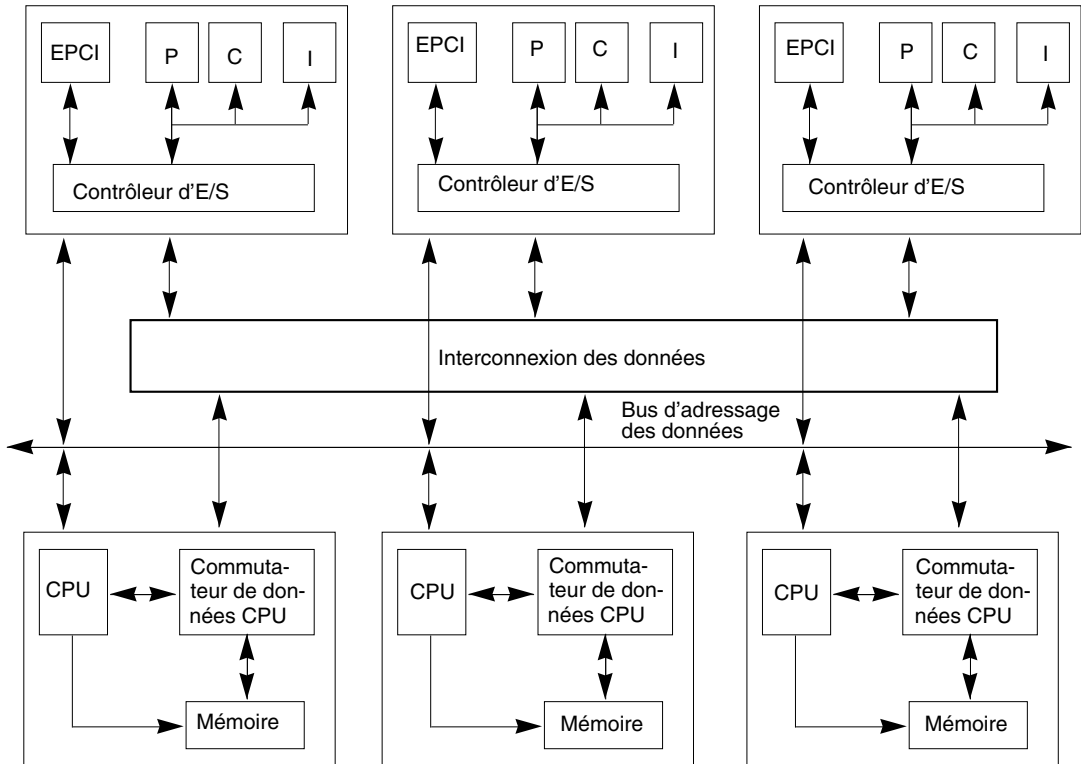 EPCI
P
C
I
Contrôleur d'E/S
EPCI
P
C
I
Contrôleur d'E/S
EPCI
P
C
I
Contrôleur d'E/S
Interconnexion des données
Bus d'adressage
des données
CPU
Commuta-
teur de don-
nées CPU
Mémoire
CPU
Commuta-
teur de don-
nées CPU
Mémoire
CPU
Commuta-
teur de don-
nées CPU
Mémoire